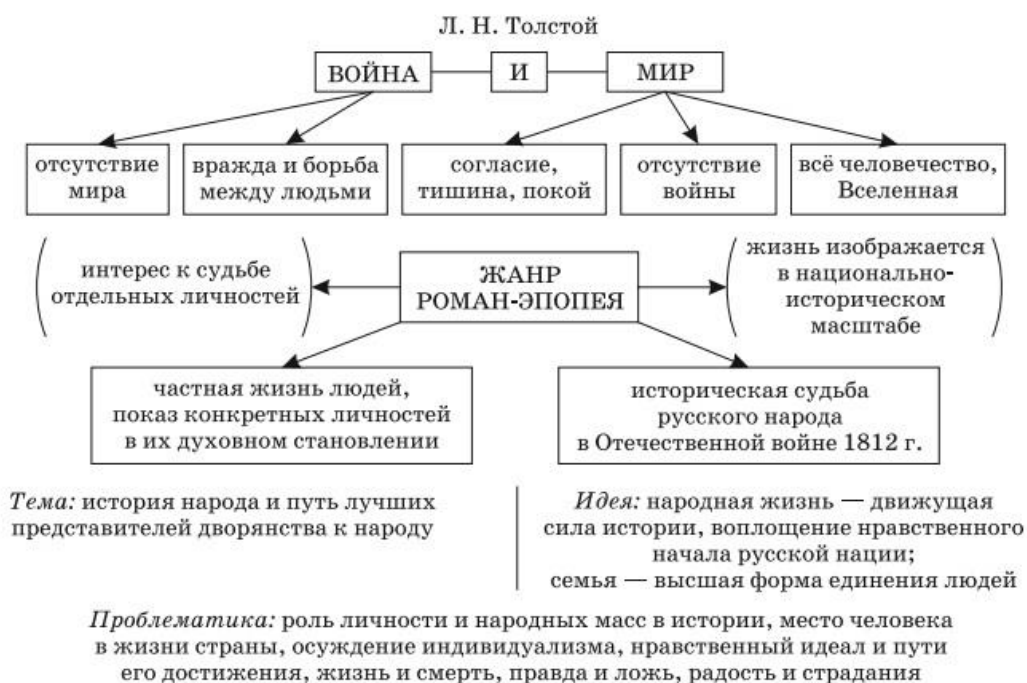 Л. Н. Толстой
ВОЙНА И МИР
отсутствие
мира
вражда и борьба
между людьми
согласие,
тишина, покой
отсутствие
войны
всё человечество,
Вселенная
интерес к судьбе
отдельных личностей
ЖАНР
РОМАН-ЭПОПЕЯ
жизнь изображается
в национально-
историческом
масштабе
частная жизнь людей,
показ конкретных личностей
в их духовном становлении
историческая судьба
русского народа
в Отечественной войне 1812 г.
Тема: история народа и путь лучших
представителей дворянства к народу
Идея: народная жизнь — движущая
сила истории, воплощение нравственного
начала русской нации;
семья — высшая форма единения людей
Проблематика: роль личности и народных масс в истории, место человека
в жизни страны, осуждение индивидуализма, нравственный идеал и пути
его достижения, жизнь и смерть, правда и ложь, радость и страдания